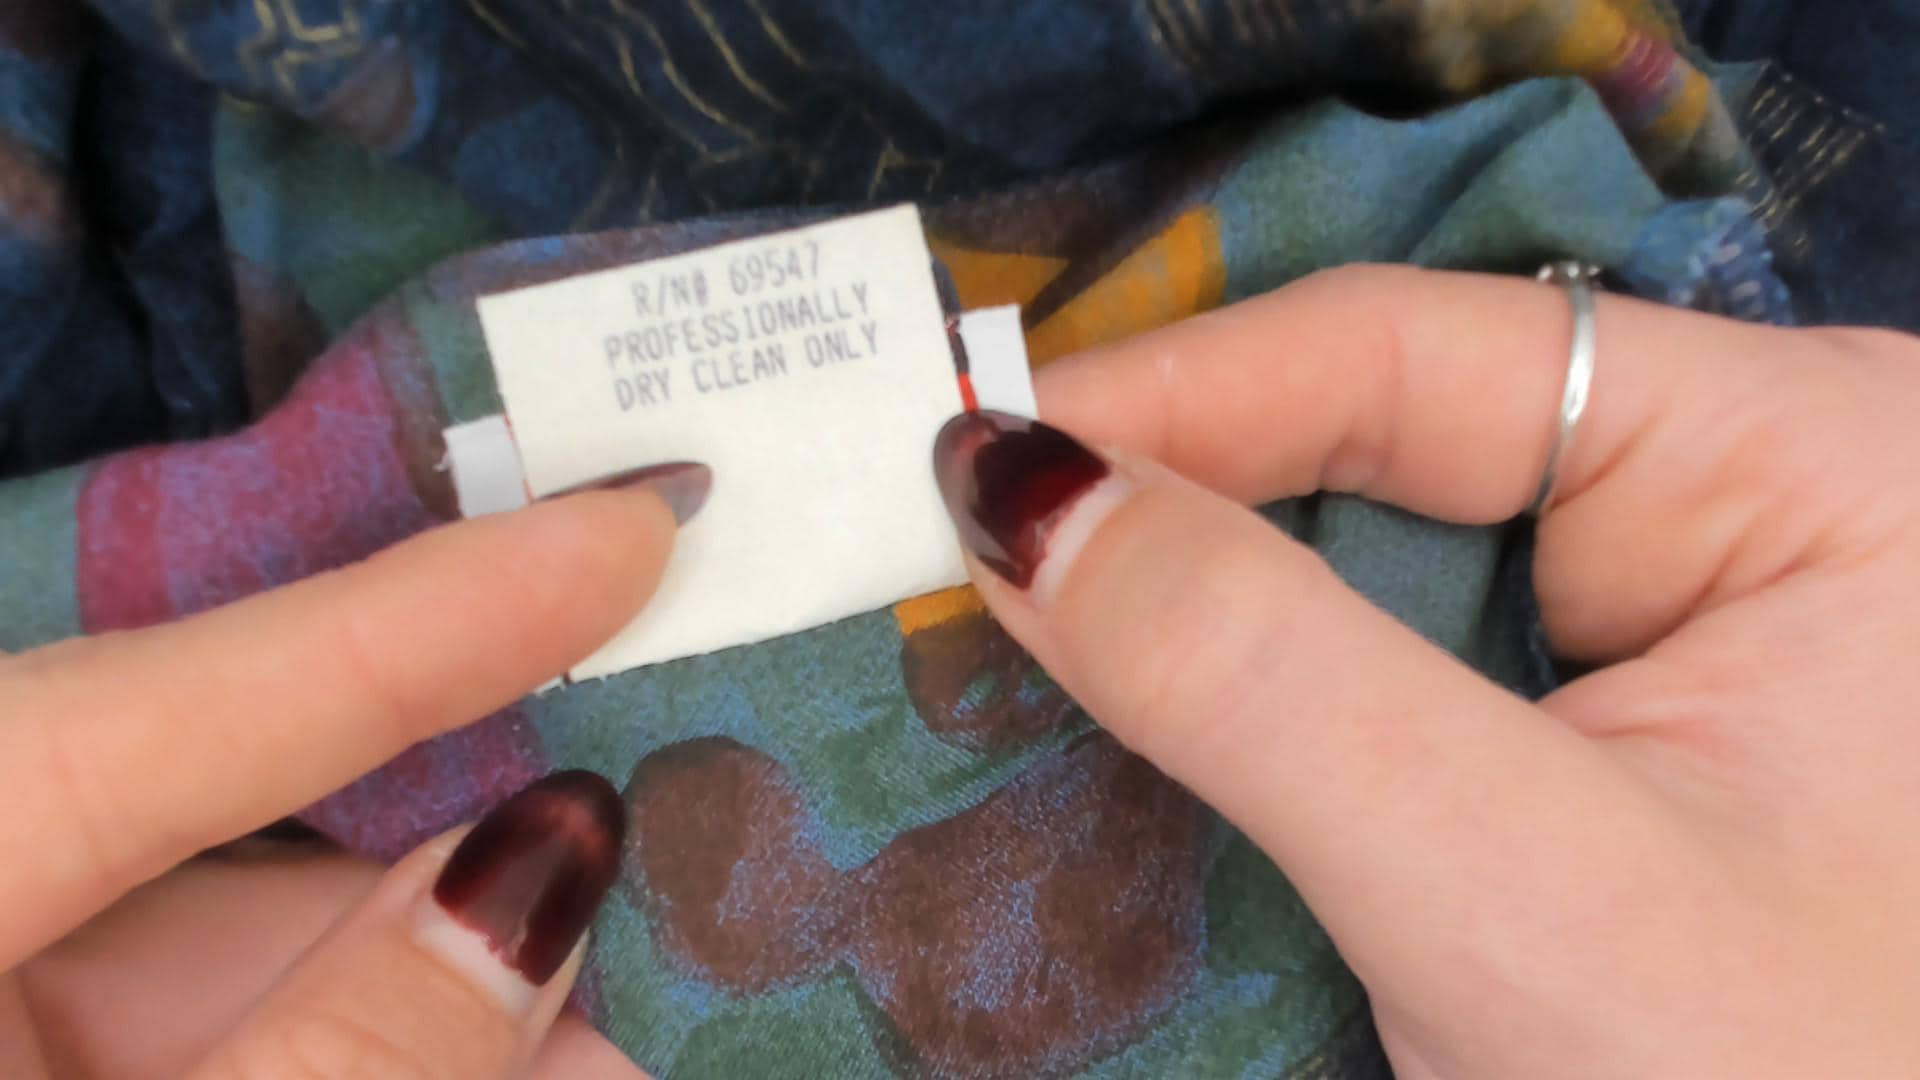 R/N# 69547
PROFESSIONALLY
DRY CLEAN ONLY